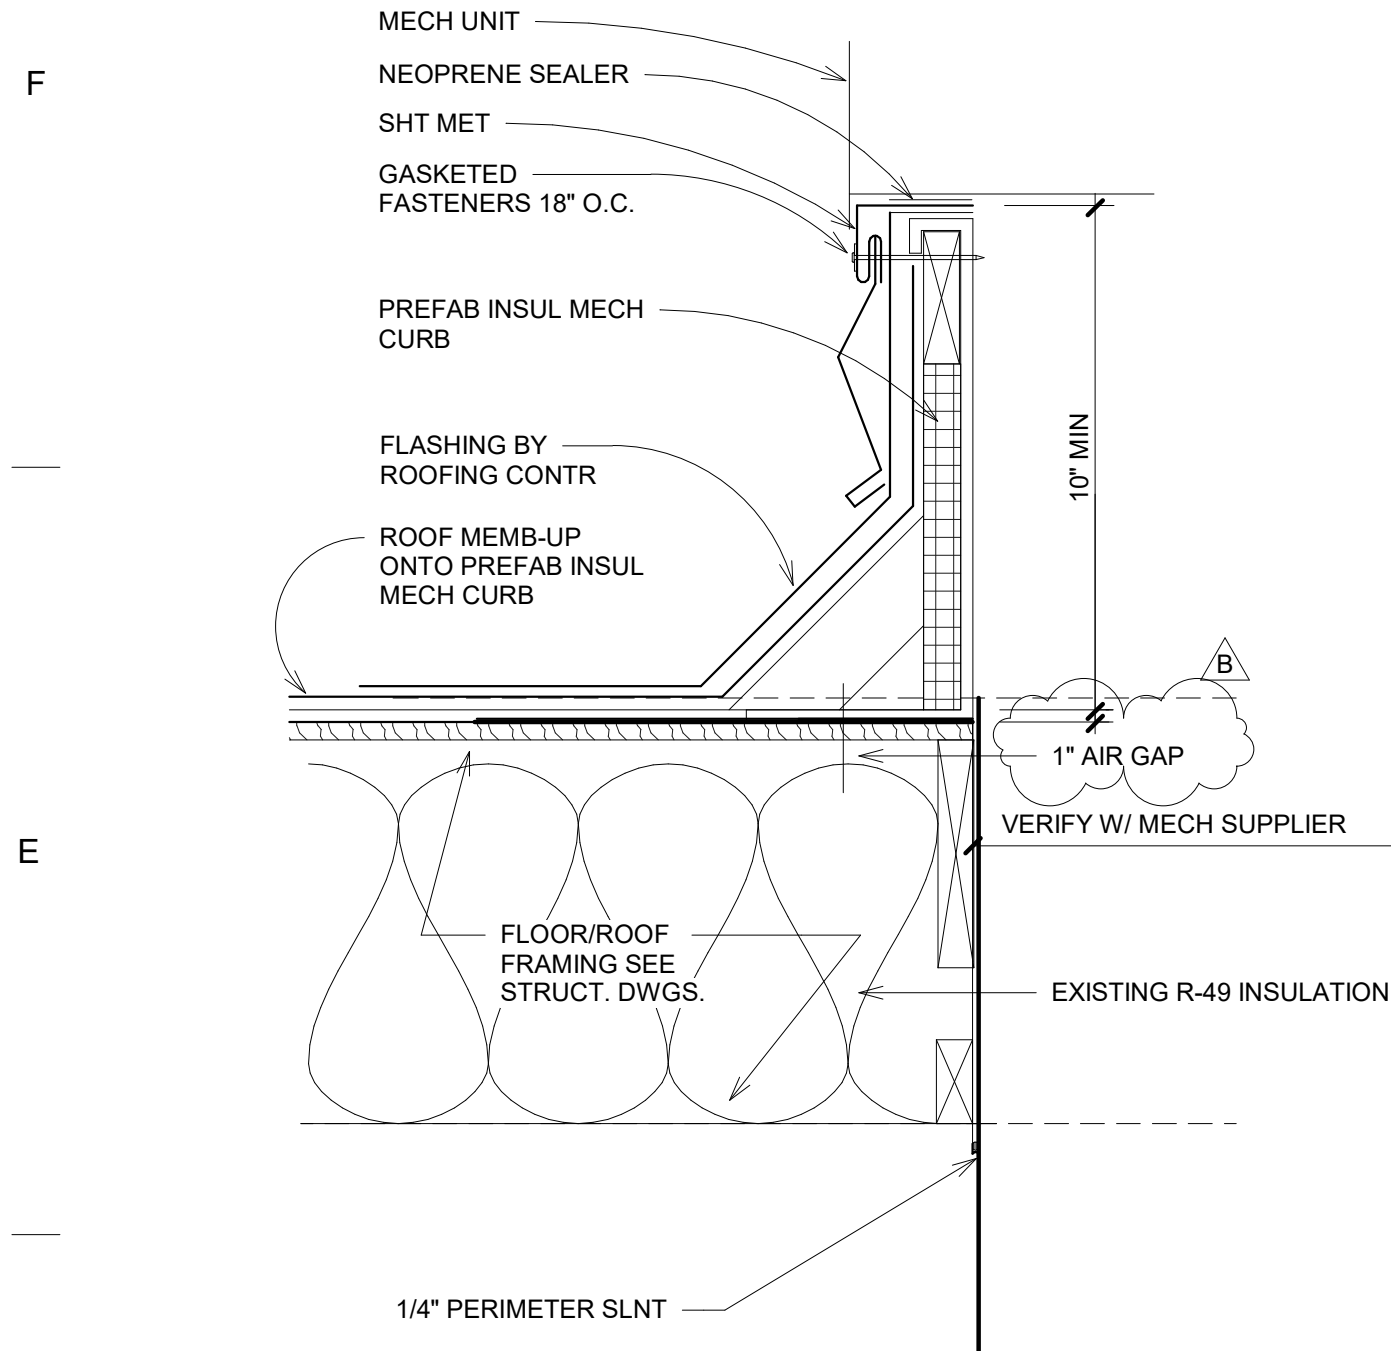 MECH UNIT
F
NEOPRENE SEALER
SHT MET
GASKETED
FASTENERS 18" O.C.
PREFAB INSUL MECH
CURB
10" MIN
FLASHING BY
ROOFING CONTR
ROOF MEMB-UP
ONTO PREFAB INSUL
MECH CURB
B
1" AIR GAP
VERIFY W/ MECH SUPPLIER
E
FLOOR/ROOF
FRAMING SEE
STRUCT. DWGS.
EXISTING R-49 INSULATION
1/4" PERIMETER SLNT